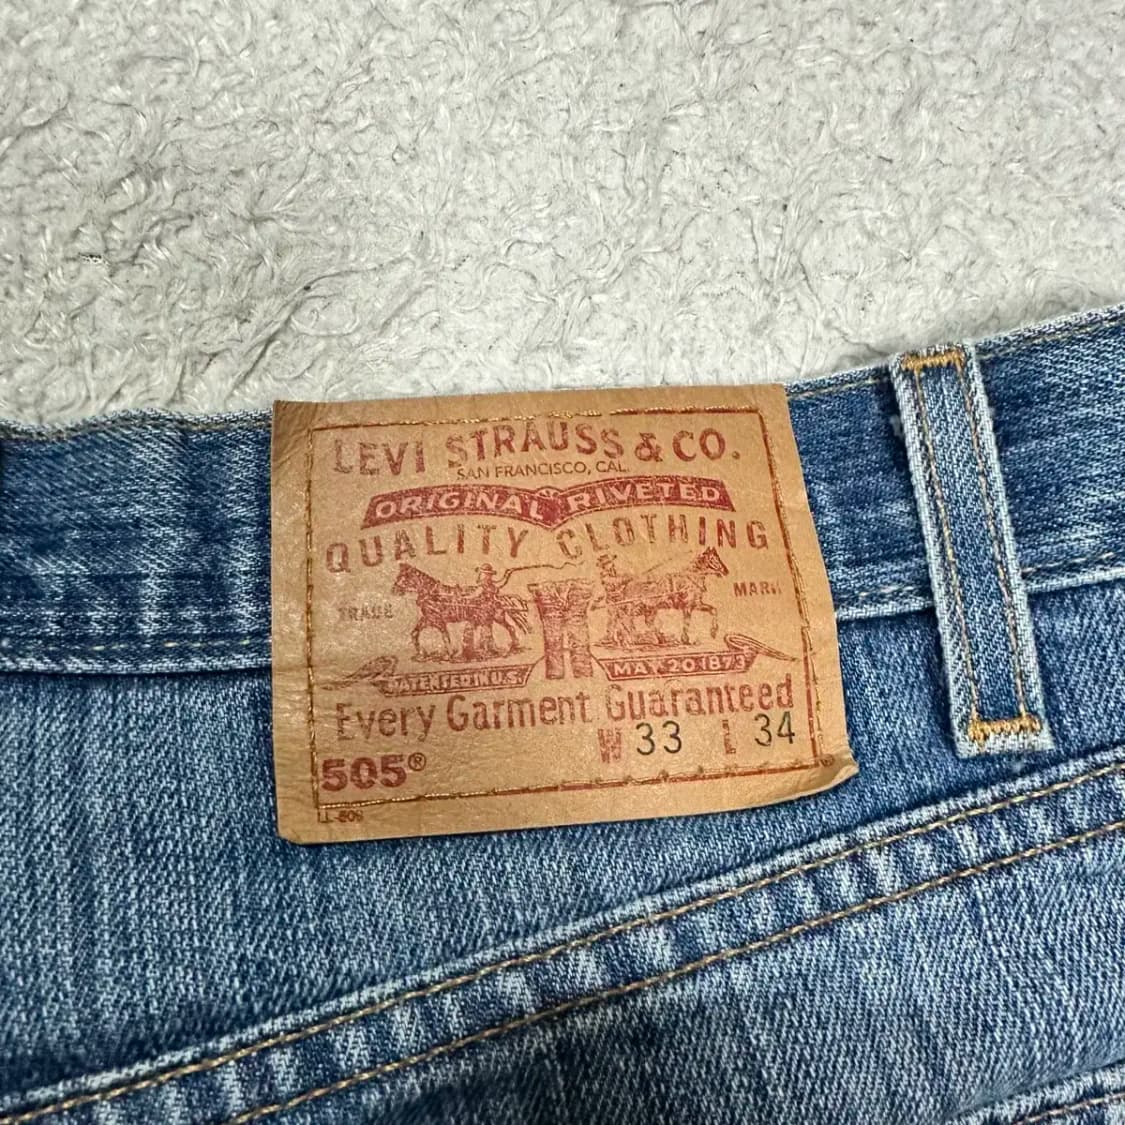 LEVI STRAUSS & CO.
SAN FRANCISCO, CAL.
ORIGINAL RIVETED
QUALITY CLOTHING
TRADE MARK
PATENTED IN U.S. MAY 20 1873
Every Garment Guaranteed
W 33 L 34
505®